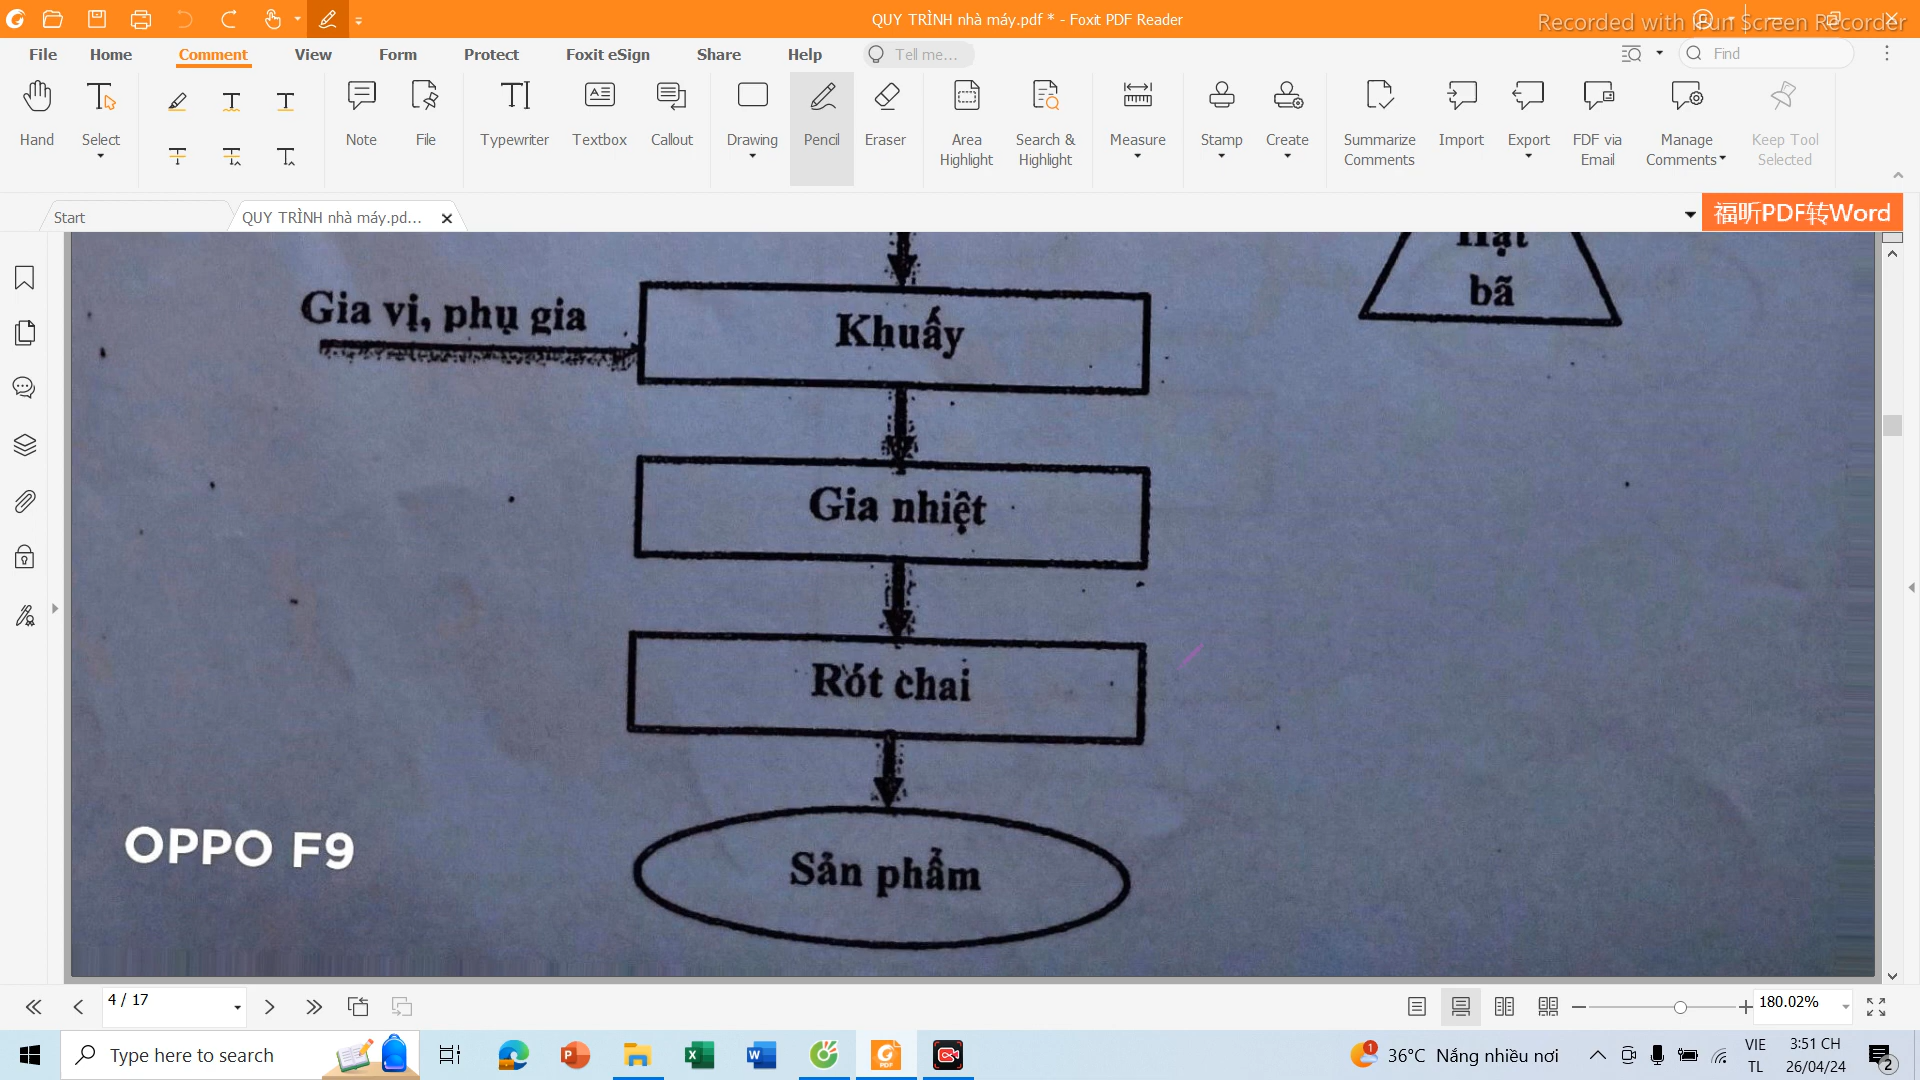 QUY TRÌNH nhà máy.pdf * - Foxit PDF Reader
Recorded with iFun Screen Recorder
File Home Comment View Form Protect Foxit eSign Share Help Tell me... Find
Hand Select Note File Typewriter Textbox Callout Drawing Pencil Eraser Area Highlight Search & Highlight Measure Stamp Create Summarize Comments Import Export FDF via Email Manage Comments Keep Tool Selected
Start QUY TRÌNH nhà máy.pd... 福昕PDF转Word
Hạt
bã
Gia vị, phụ gia
Khuấy
Gia nhiệt
Rót chai
Sản phẩm
OPPO F9
4 / 17 180.02%
Type here to search 1 36°C Nắng nhiều nơi VIE 3:51 CH
TL 26/04/24 2